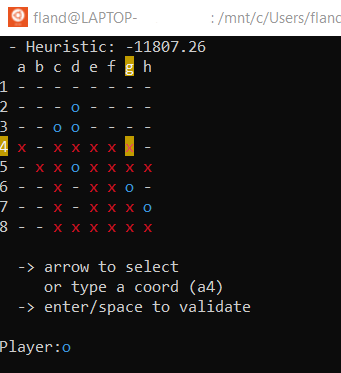 fland@LAPTOP- : /mnt/c/Users/fland
- Heuristic: -11807.26
a b c d e f g h
1 - - - - - - - -
2 - - - o - - - -
3 - - o o - - - -
4 x - x x x x x -
5 - x x o x x x x
6 - - x - x x o -
7 - - x - x x x o
8 - - x x x x x x
-> arrow to select
or type a coord (a4)
-> enter/space to validate
Player:o